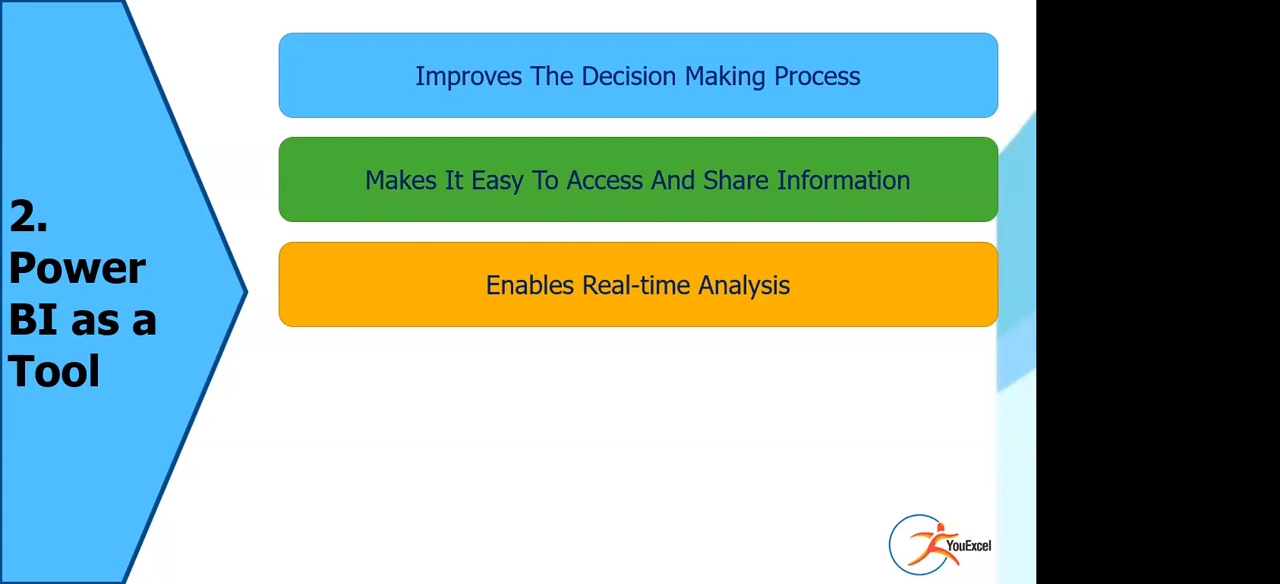 2.
Power
BI as a
Tool
Improves The Decision Making Process
Makes It Easy To Access And Share Information
Enables Real-time Analysis
YouExcel